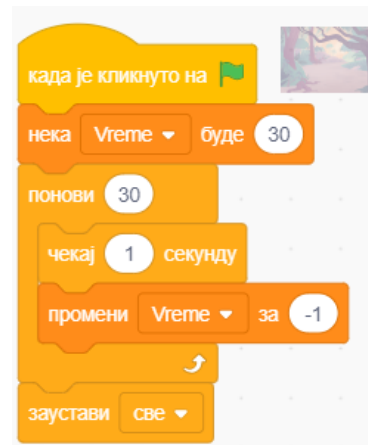 када је кликнуто на
нека Vreme буде 30
понови 30
чекај 1 секунду
промени Vreme за -1
заустави све